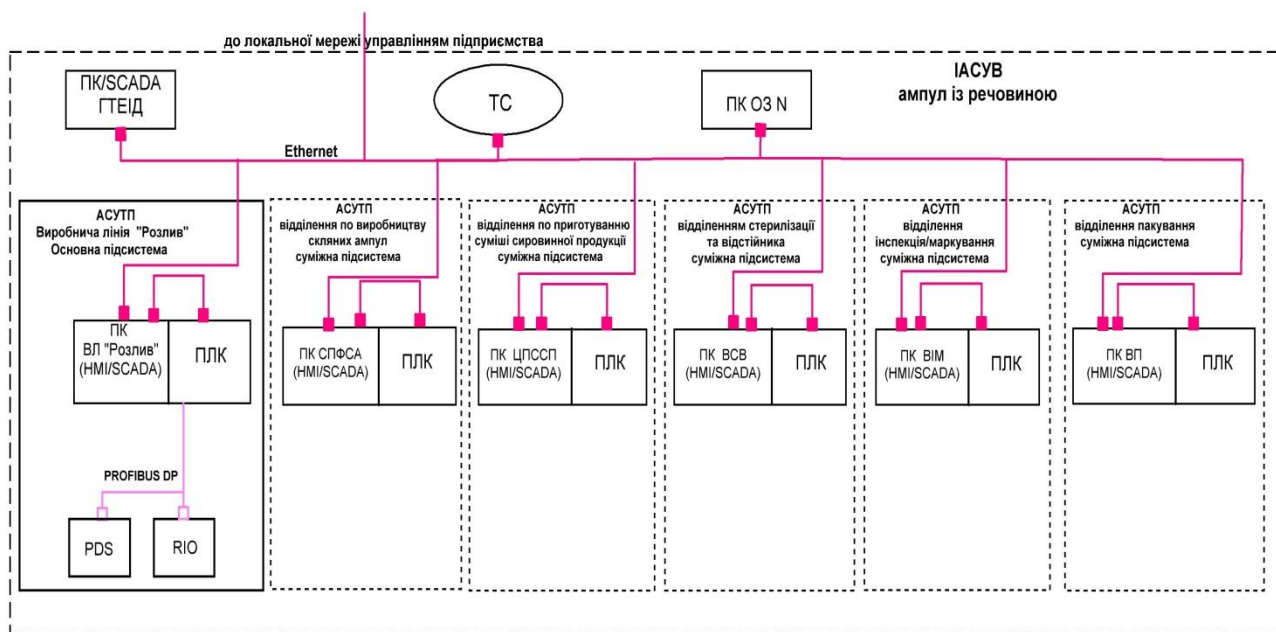 до локальної мережі управлінням підприємства
ПК/SCADA
ГТЕІД
ТС
ПК ОЗ N
ІАСУВ
ампул із речовиною
Ethernet
АСУТП
Виробнича лінія "Розлив"
Основна підсистема
АСУТП
відділення по виробництву
скляних ампул
суміжна підсистема
АСУТП
відділення по приготуванню
суміші сировинної продукції
суміжна підсистема
АСУТП
відділенням стерилізації
та відстійника
суміжна підсистема
АСУТП
відділення
інспекція/маркування
суміжна підсистема
АСУТП
відділення пакування
суміжна підсистема
ПК
ВЛ "Розлив"
(HMI/SCADA)
ПЛК
ПК СПФСА
(HMI/SCADA)
ПЛК
ПК ЦПССП
(HMI/SCADA)
ПЛК
ПК ВСВ
(HMI/SCADA)
ПЛК
ПК ВІМ
(HMI/SCADA)
ПЛК
ПК ВП
(HMI/SCADA)
ПЛК
PROFIBUS DP
PDS
RIO